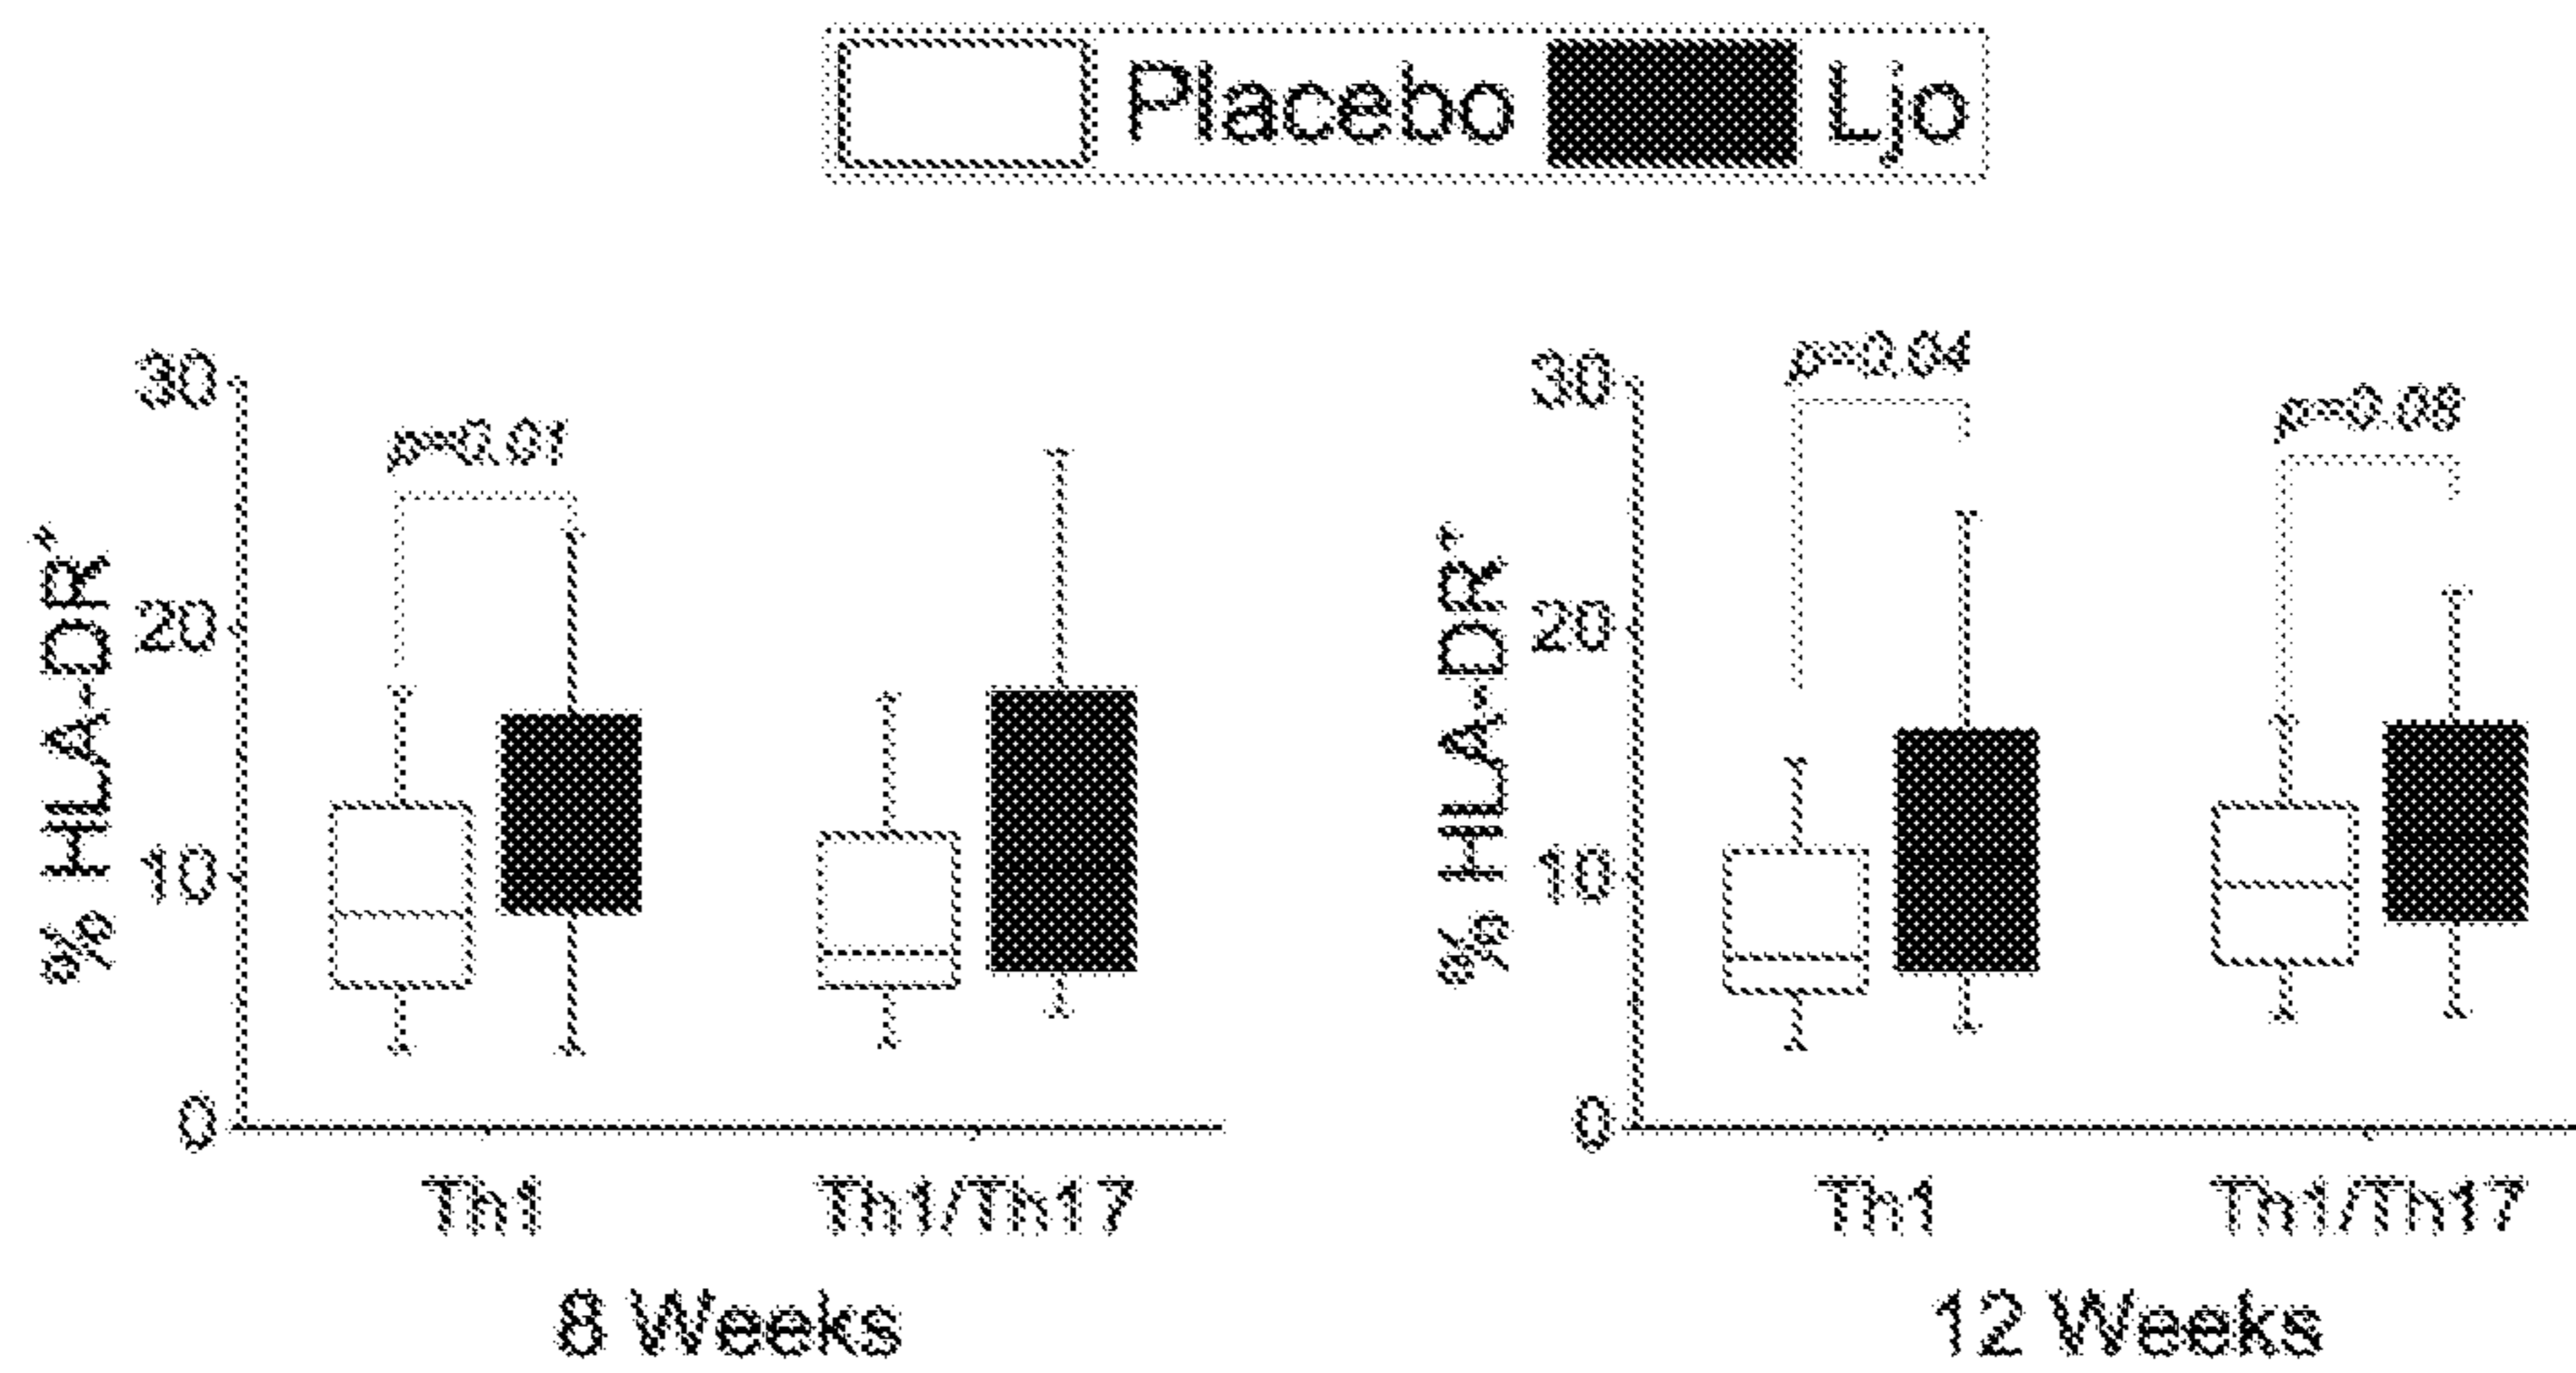 Placebo Ljo
% HLA-DR+
30
20
10
0
p=0.01
Th1 Th1/Th17
8 Weeks
% HLA-DR+
30
20
10
0
p=0.04
p=0.08
Th1 Th1/Th17
12 Weeks